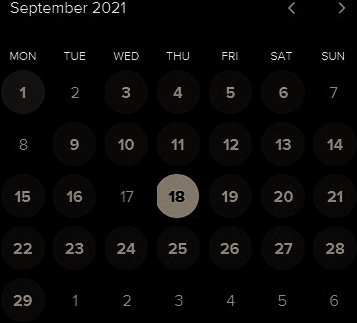 September 2021
MON TUE WED THU FRI SAT SUN
1 2 3 4 5 6 7
8 9 10 11 12 13 14
15 16 17 18 19 20 21
22 23 24 25 26 27 28
29 1 2 3 4 5 6